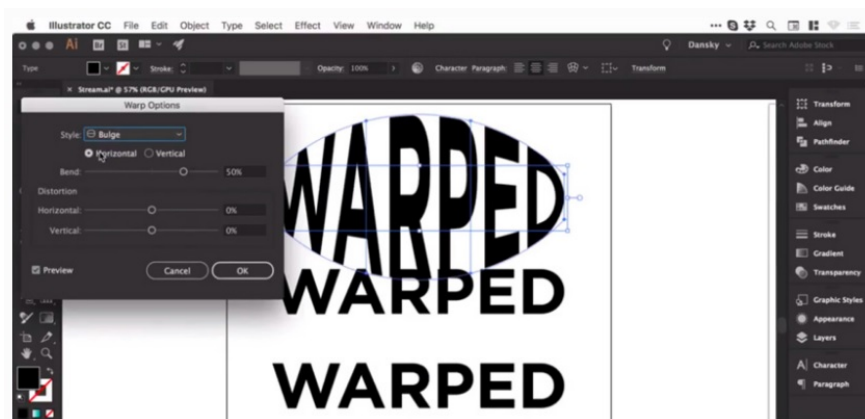 Illustrator CC File Edit Object Type Select Effect View Window Help
Ai Br St Dansky Search Adobe Stock
Type Stroke: Opacity: 100% Character Paragraph: Transform
× Stream.ai* @ 57% (RGB/GPU Preview)
Warp Options
Style: Bulge
Horizontal Vertical
Bend: 50%
Distortion
Horizontal: 0%
Vertical: 0%
Preview Cancel OK
WARPED
WARPED
WARPED
Transform
Align
Pathfinder
Color
Color Guide
Swatches
Stroke
Gradient
Transparency
Graphic Styles
Appearance
Layers
Character
Paragraph